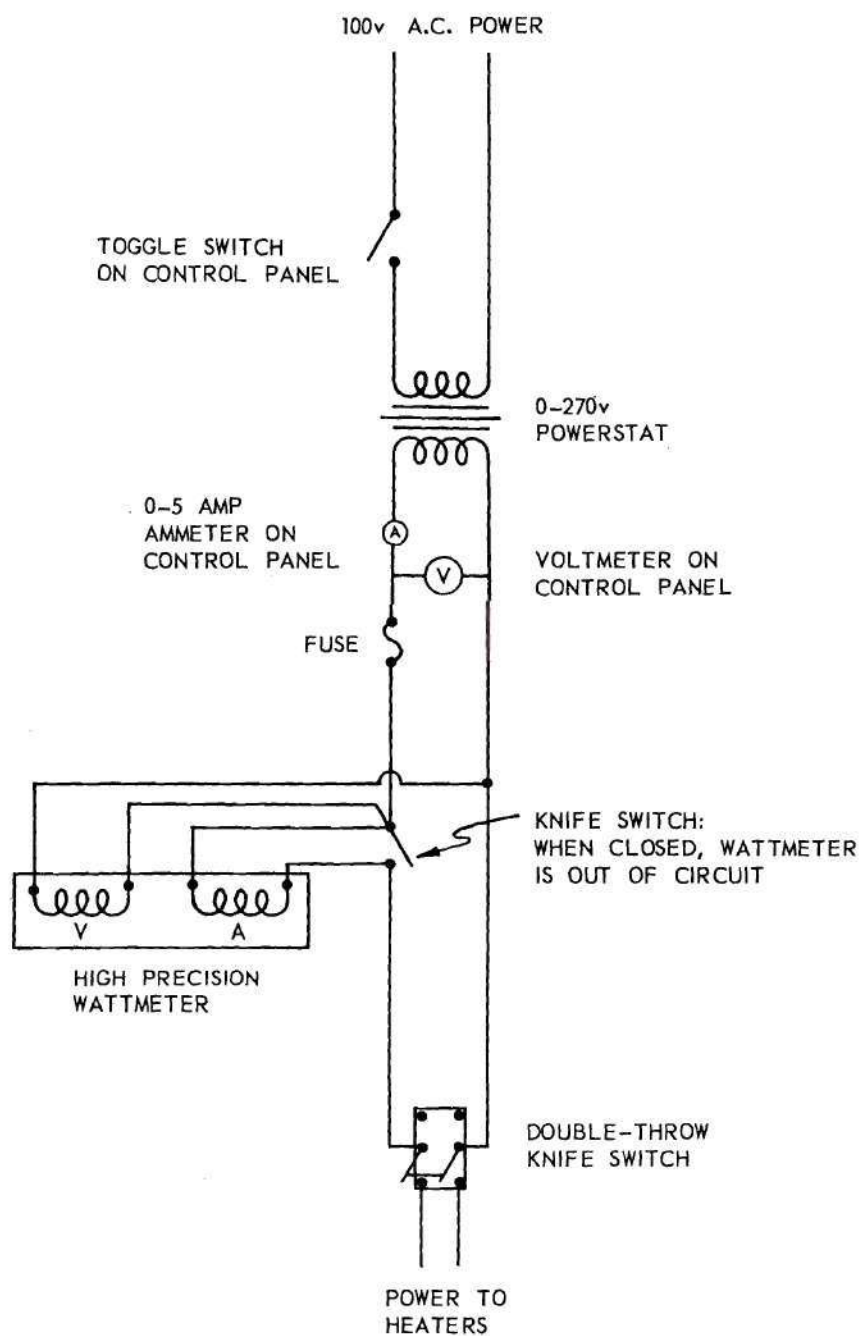 100v A.C. POWER
TOGGLE SWITCH
ON CONTROL PANEL
0-270v
POWERSTAT
0-5 AMP
AMMETER ON
CONTROL PANEL
A
V
VOLTMETER ON
CONTROL PANEL
FUSE
KNIFE SWITCH:
WHEN CLOSED, WATTMETER
IS OUT OF CIRCUIT
V
A
HIGH PRECISION
WATTMETER
DOUBLE-THROW
KNIFE SWITCH
POWER TO
HEATERS